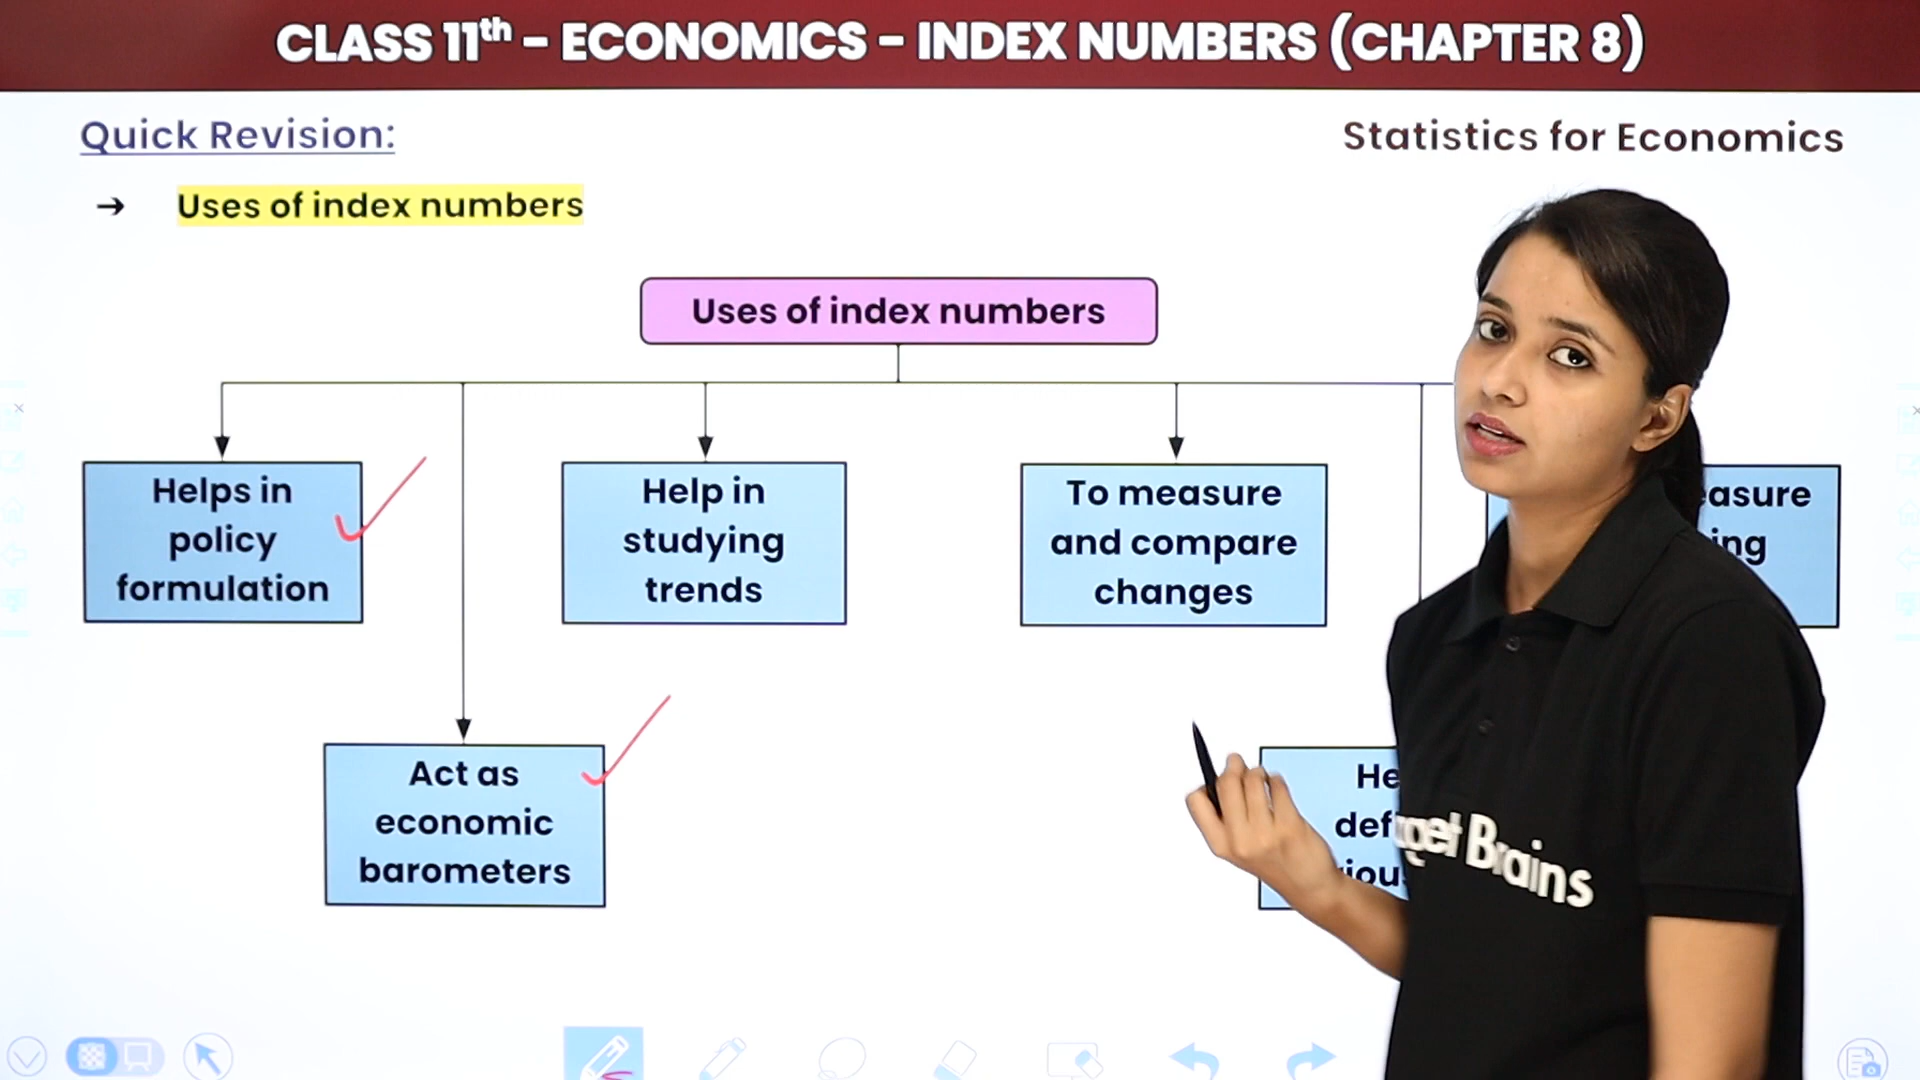 CLASS 11th - ECONOMICS - INDEX NUMBERS (CHAPTER 8)
Quick Revision:
Statistics for Economics
→ Uses of index numbers
Uses of index numbers
Helps in
policy
formulation
Help in
studying
trends
To measure
and compare
changes
Act as
economic
barometers
Brains